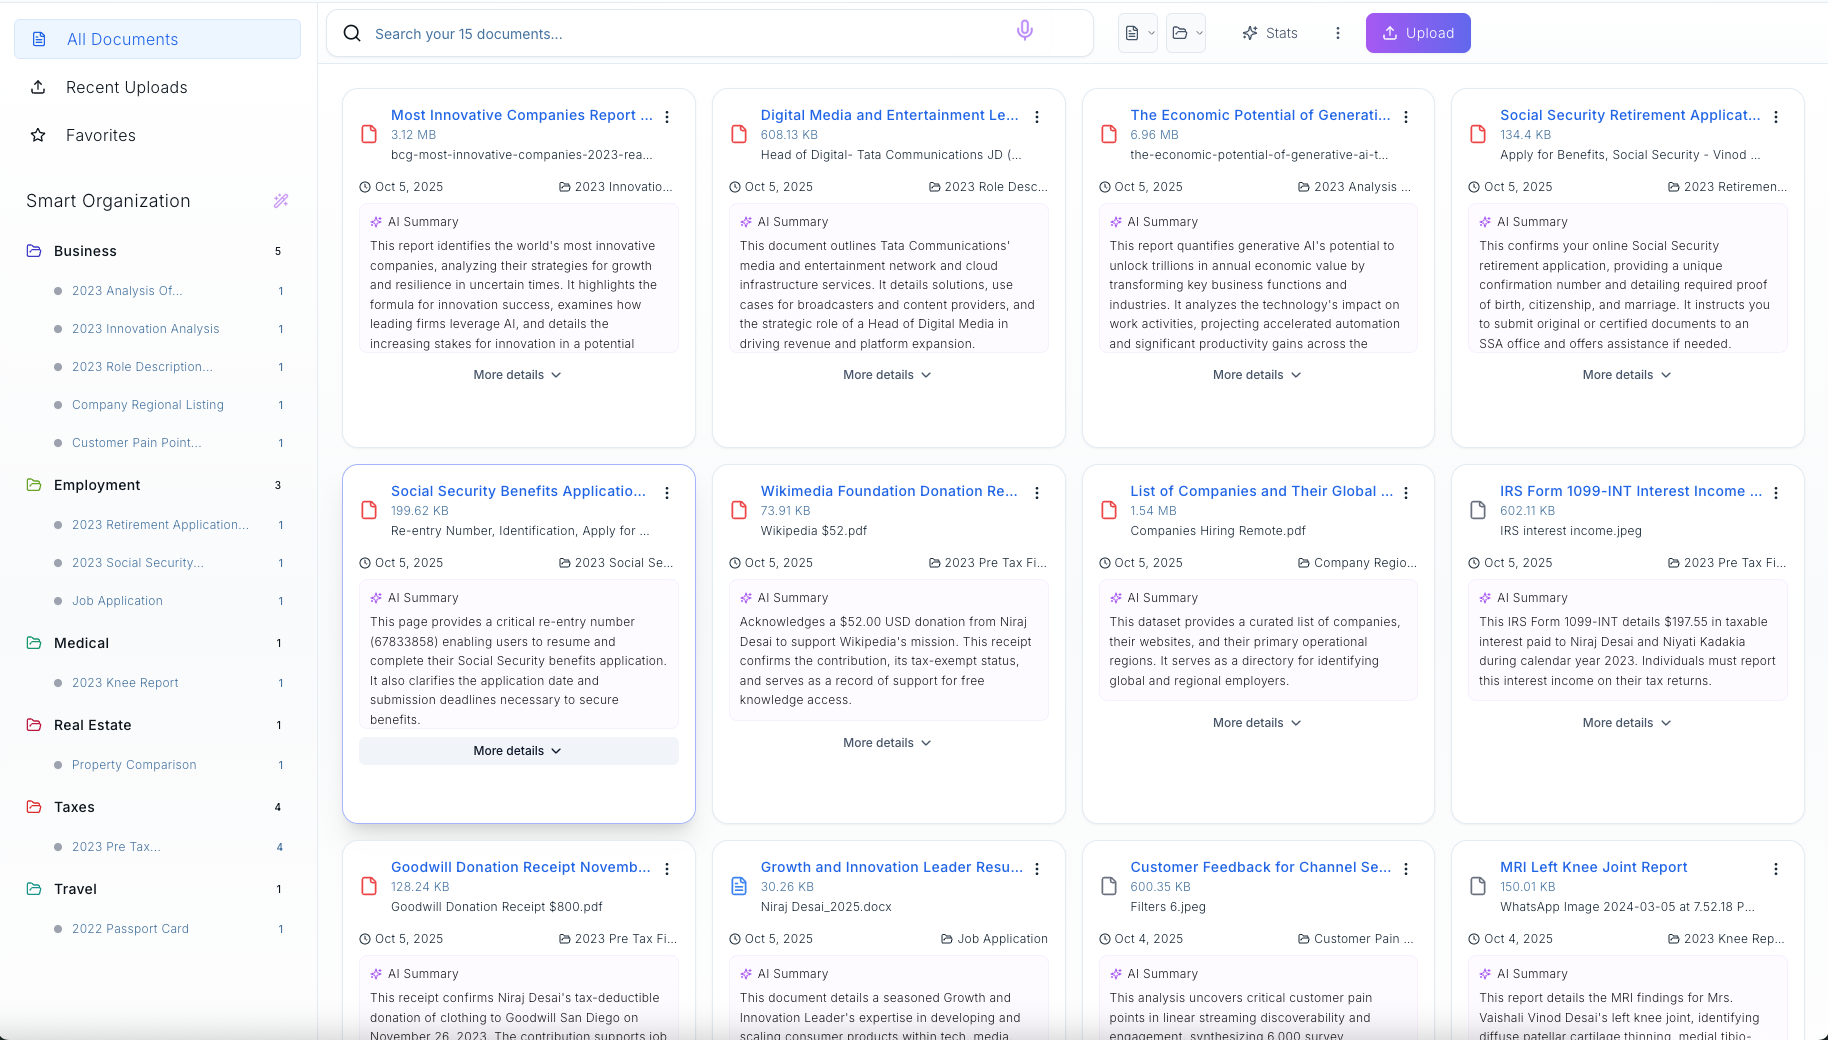 All Documents
Recent Uploads
Favorites
Smart Organization
Business 5
2023 Analysis Of... 1
2023 Innovation Analysis 1
2023 Role Description... 1
Company Regional Listing 1
Customer Pain Point... 1
Employment 3
2023 Retirement Application... 1
2023 Social Security... 1
Job Application 1
Medical 1
2023 Knee Report 1
Real Estate 1
Property Comparison 1
Taxes 4
2023 Pre Tax... 4
Travel 1
2022 Passport Card 1
Search your 15 documents...
Stats
Upload
Most Innovative Companies Report ...
3.12 MB
bcg-most-innovative-companies-2023-rea...
Oct 5, 2025 2023 Innovatio...
AI Summary
This report identifies the world's most innovative
companies, analyzing their strategies for growth
and resilience in uncertain times. It highlights the
formula for innovation success, examines how
leading firms leverage AI, and details the
increasing stakes for innovation in a potential
More details
Digital Media and Entertainment Le...
608.13 KB
Head of Digital- Tata Communications JD (...
Oct 5, 2025 2023 Role Desc...
AI Summary
This document outlines Tata Communications'
media and entertainment network and cloud
infrastructure services. It details solutions, use
cases for broadcasters and content providers, and
the strategic role of a Head of Digital Media in
driving revenue and platform expansion.
More details
The Economic Potential of Generati...
6.96 MB
the-economic-potential-of-generative-ai-t...
Oct 5, 2025 2023 Analysis ...
AI Summary
This report quantifies generative AI's potential to
unlock trillions in annual economic value by
transforming key business functions and
industries. It analyzes the technology's impact on
work activities, projecting accelerated automation
and significant productivity gains across the
More details
Social Security Retirement Applicat...
134.4 KB
Apply for Benefits, Social Security - Vinod ...
Oct 5, 2025 2023 Retiremen...
AI Summary
This confirms your online Social Security
retirement application, providing a unique
confirmation number and detailing required proof
of birth, citizenship, and marriage. It instructs you
to submit original or certified documents to an
SSA office and offers assistance if needed.
More details
Social Security Benefits Applicatio...
199.62 KB
Re-entry Number, Identification, Apply for ...
Oct 5, 2025 2023 Social Se...
AI Summary
This page provides a critical re-entry number
(67833858) enabling users to resume and
complete their Social Security benefits application.
It also clarifies the application date and
submission deadlines necessary to secure
benefits.
More details
Wikimedia Foundation Donation Re...
73.91 KB
Wikipedia $52.pdf
Oct 5, 2025 2023 Pre Tax Fi...
AI Summary
Acknowledges a $52.00 USD donation from Niraj
Desai to support Wikipedia's mission. This receipt
confirms the contribution, its tax-exempt status,
and serves as a record of support for free
knowledge access.
More details
List of Companies and Their Global ...
1.54 MB
Companies Hiring Remote.pdf
Oct 5, 2025 Company Regio...
AI Summary
This dataset provides a curated list of companies,
their websites, and their primary operational
regions. It serves as a directory for identifying
global and regional employers.
More details
IRS Form 1099-INT Interest Income ...
602.11 KB
IRS interest income.jpeg
Oct 5, 2025 2023 Pre Tax Fi...
AI Summary
This IRS Form 1099-INT details $197.55 in taxable
interest paid to Niraj Desai and Niyati Kadakia
during calendar year 2023. Individuals must report
this interest income on their tax returns.
More details
Goodwill Donation Receipt Novemb...
128.24 KB
Goodwill Donation Receipt $800.pdf
Oct 5, 2025 2023 Pre Tax Fi...
AI Summary
This receipt confirms Niraj Desai's tax-deductible
donation of clothing to Goodwill San Diego on
November 26, 2023. The contribution supports job
Growth and Innovation Leader Resu...
30.26 KB
Niraj Desai_2025.docx
Oct 5, 2025 Job Application
AI Summary
This document details a seasoned Growth and
Innovation Leader's expertise in developing and
scaling consumer products within tech, media
Customer Feedback for Channel Se...
600.35 KB
Filters 6.jpeg
Oct 4, 2025 Customer Pain ...
AI Summary
This analysis uncovers critical customer pain
points in linear streaming discoverability and
engagement, synthesizing 6,000 survey
MRI Left Knee Joint Report
150.01 KB
WhatsApp Image 2024-03-05 at 7.52.18 P...
Oct 4, 2025 2023 Knee Rep...
AI Summary
This report details the MRI findings for Mrs.
Vaishali Vinod Desai's left knee joint, identifying
diffuse patellar cartilage thinning, medial tibio-